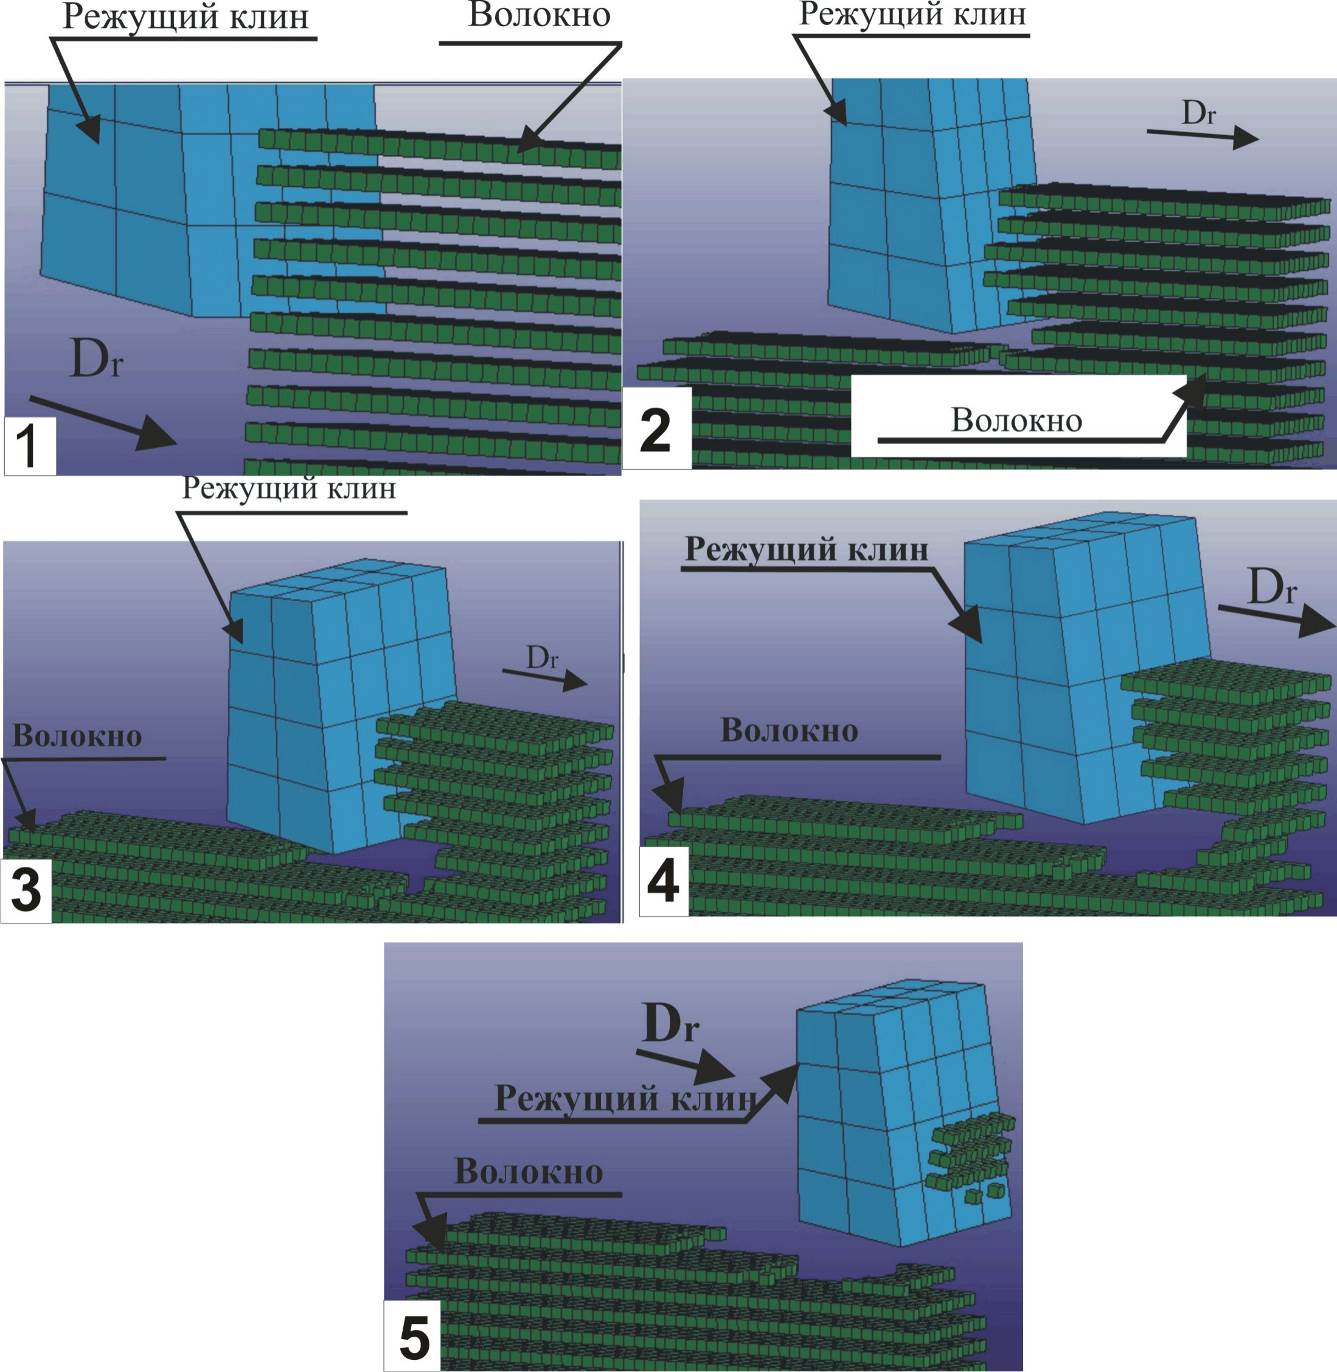 Режущий клин
Волокно
Dr
1
Режущий клин
Dr
Волокно
2
Режущий клин
Dr
Волокно
3
Режущий клин
Dr
Волокно
4
Dr
Режущий клин
Волокно
5